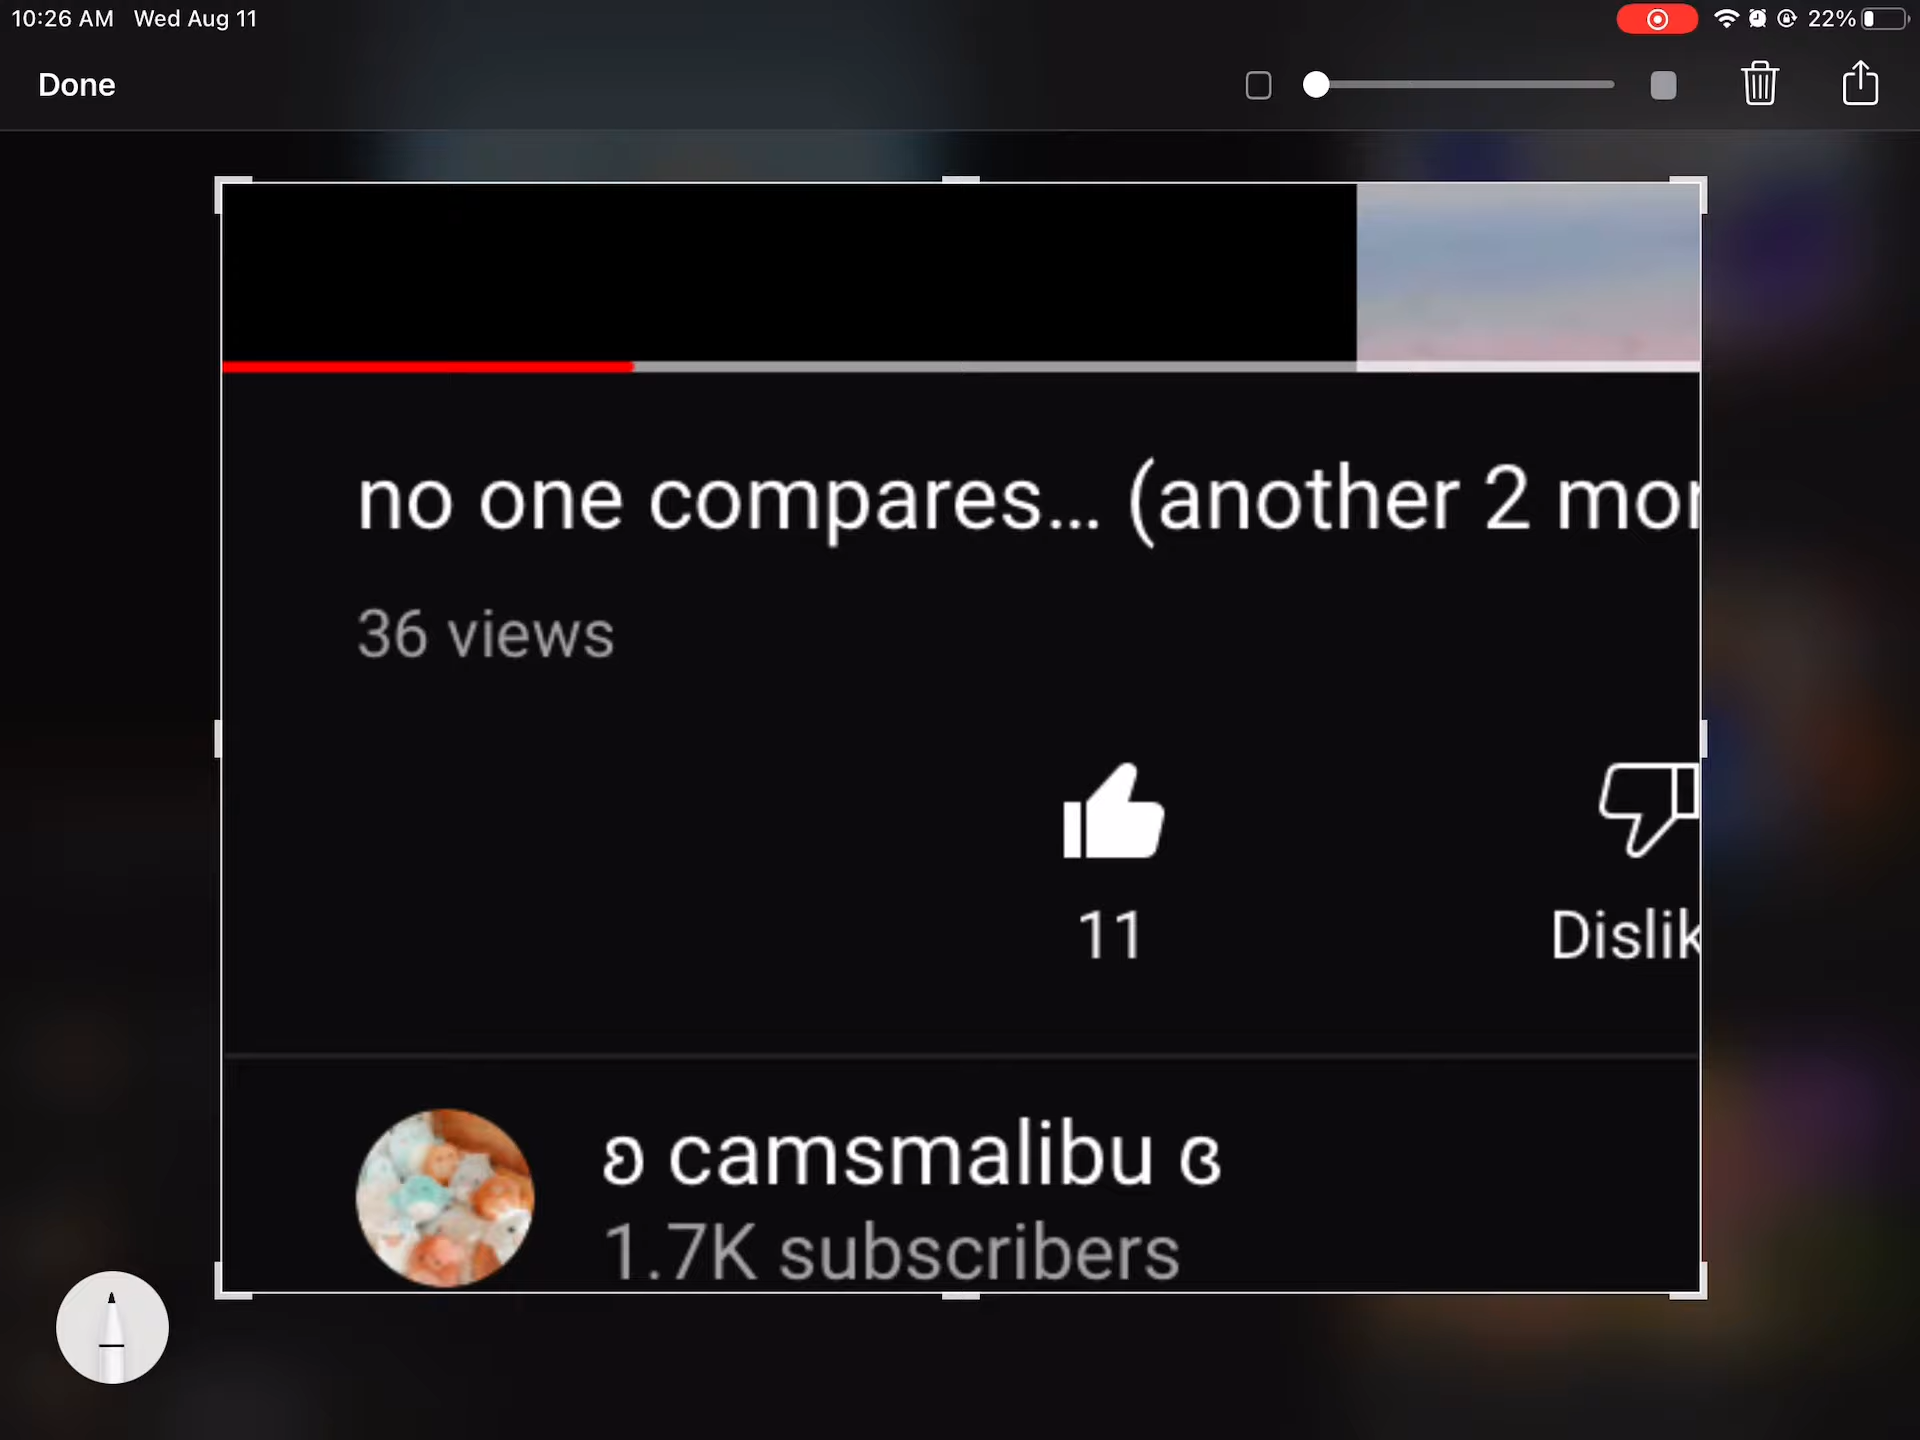 10:26 AM Wed Aug 11
22%
Done
no one compares... (another 2 mor
36 views
11
Dislik
ʚ camsmalibu ɞ
1.7K subscribers